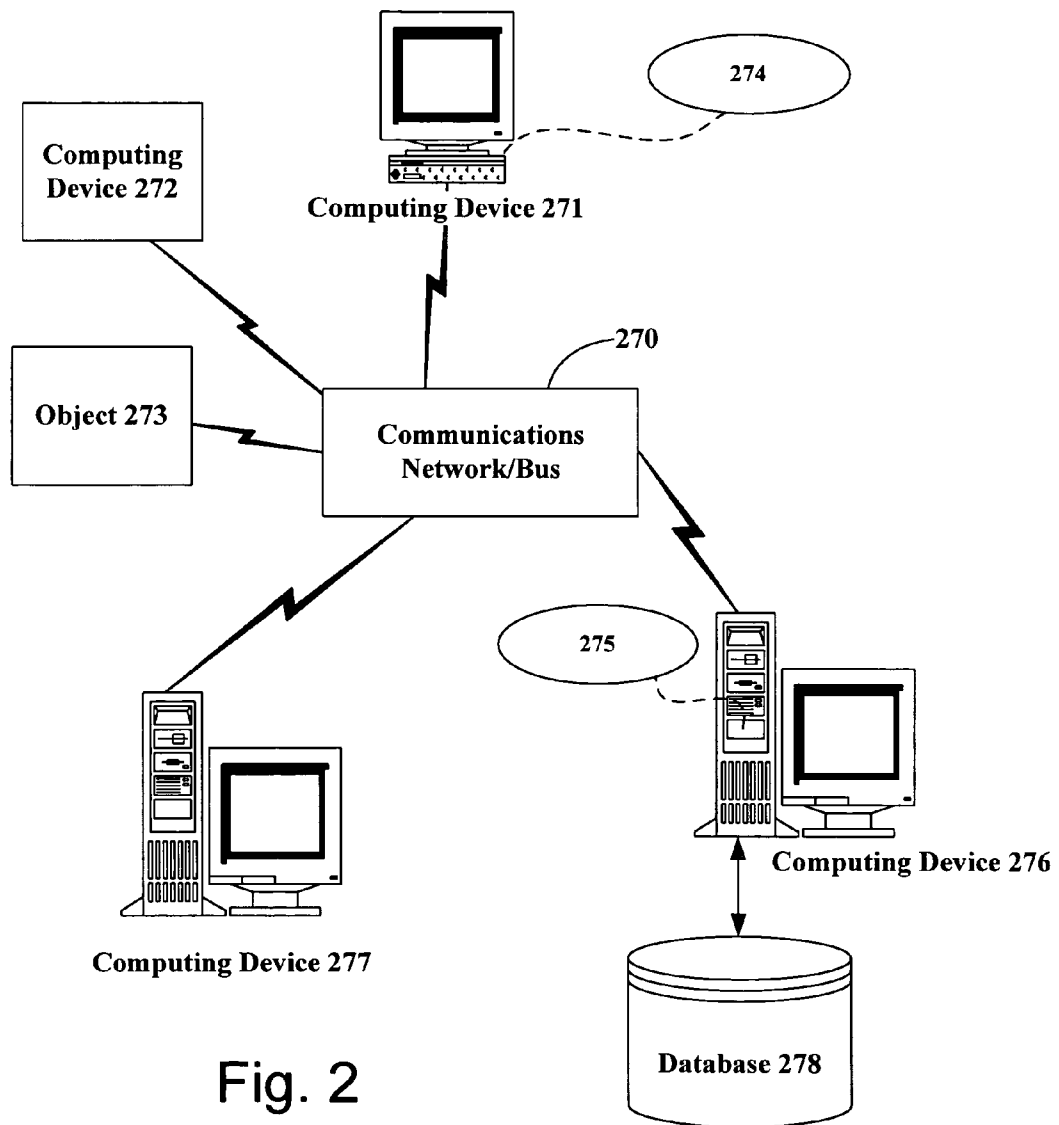 274
Computing
Device 272
Computing Device 271
270
Object 273
Communications
Network/Bus
275
Computing Device 276
Computing Device 277
Database 278
Fig. 2